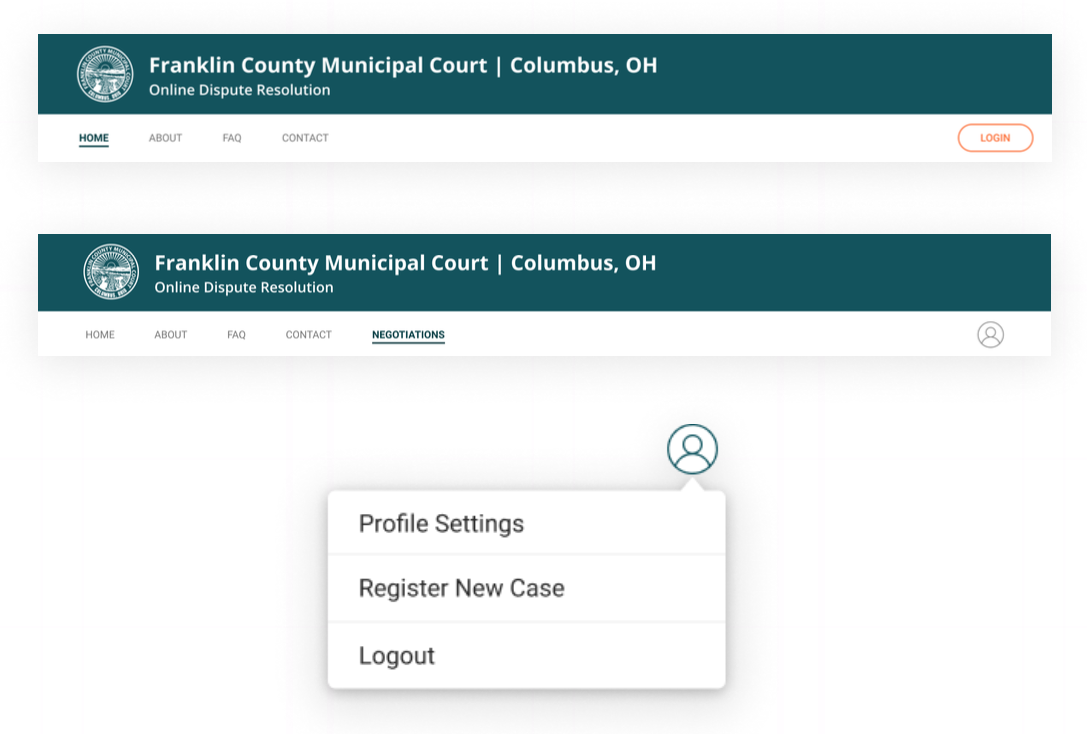 Franklin County Municipal Court | Columbus, OH
Online Dispute Resolution
HOME ABOUT FAQ CONTACT LOGIN
Franklin County Municipal Court | Columbus, OH
Online Dispute Resolution
HOME ABOUT FAQ CONTACT NEGOTIATIONS
Profile Settings
Register New Case
Logout